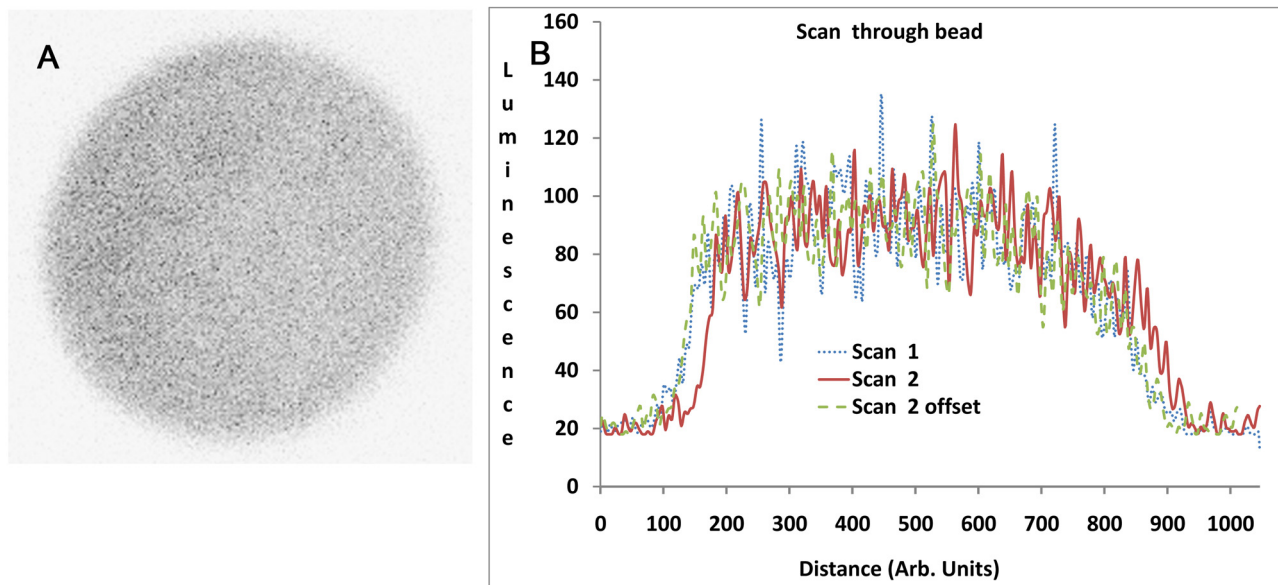 A
B
Scan through bead
Luminescence
160
140
120
100
80
60
40
20
0
Scan 1
Scan 2
Scan 2 offset
0 100 200 300 400 500 600 700 800 900 1000
Distance (Arb. Units)